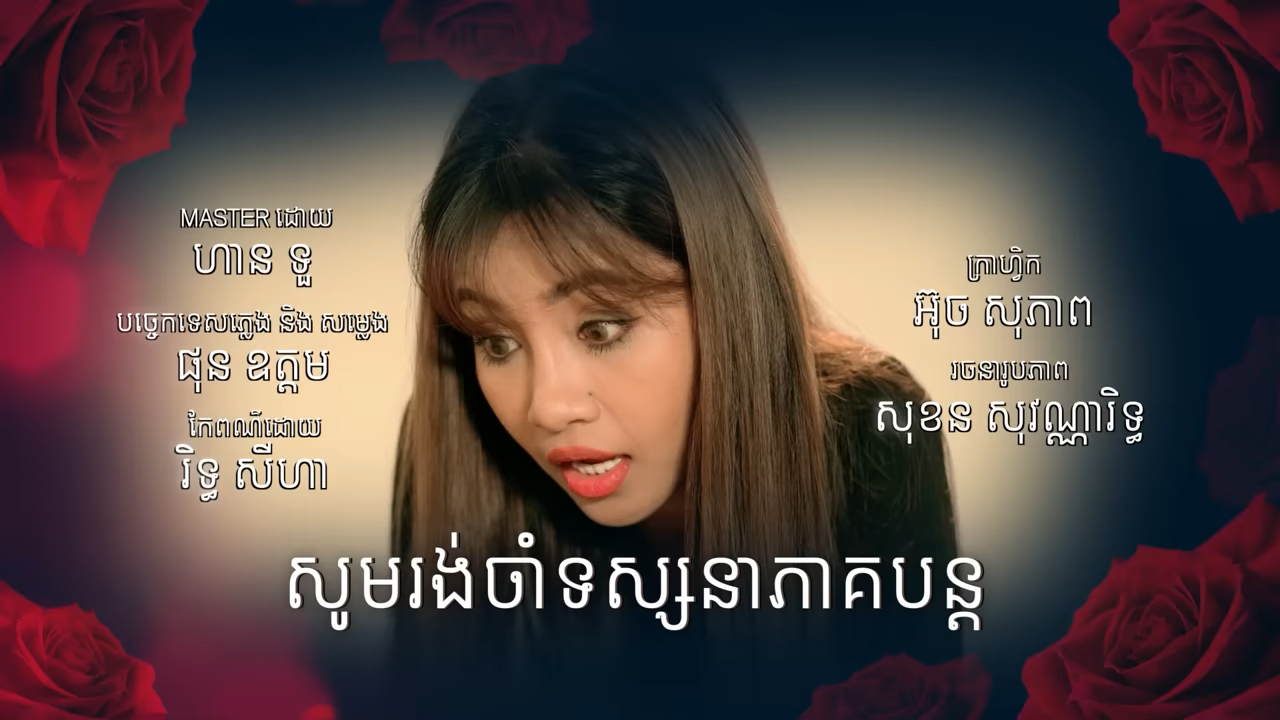 MASTER ដោយ
ហាន ទួ
បច្ចេកទេសភ្លេង និង សម្លេង
ផុន ឧត្តម
កែពណ៌ដោយ
រិទ្ធ សីហា
ក្រាហ្វិក
អ៊ុច សុភាព
រចនារូបភាព
សុខន សុវណ្ណារិទ្ធ
សូមរង់ចាំទស្សនាភាគបន្ត